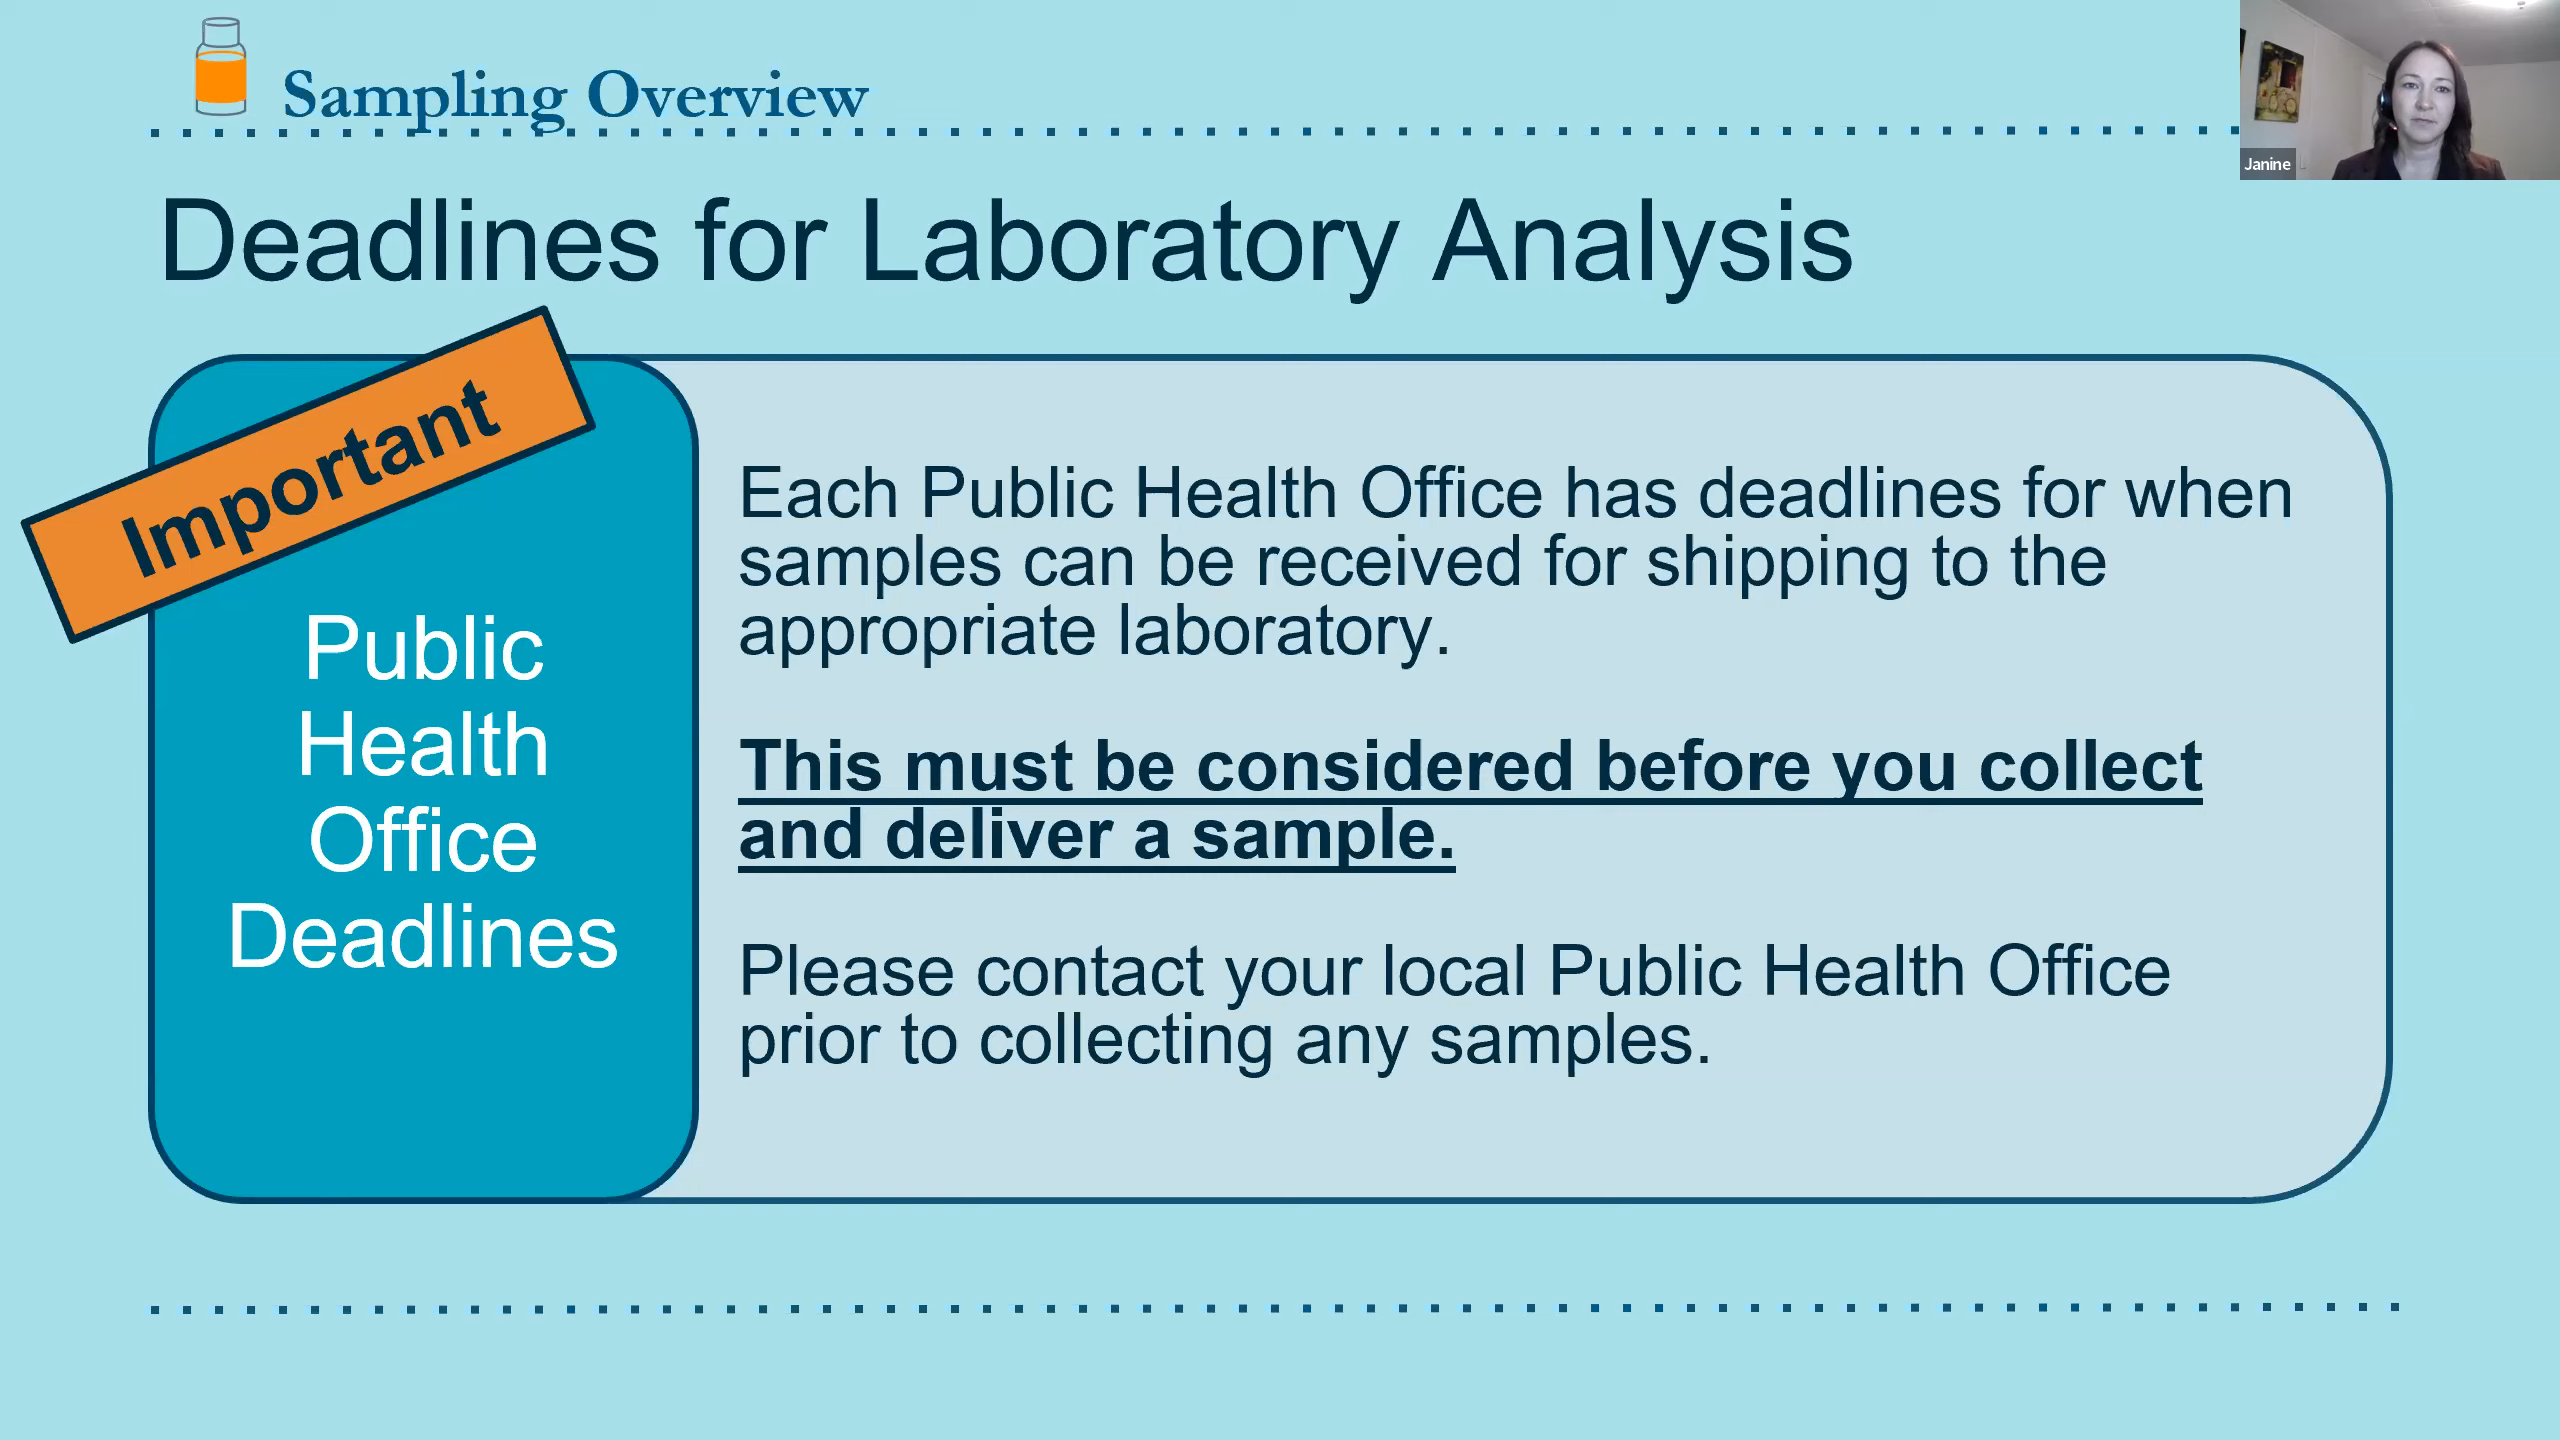 Sampling Overview
Janine
Deadlines for Laboratory Analysis
Important
Public
Health
Office
Deadlines
Each Public Health Office has deadlines for when
samples can be received for shipping to the
appropriate laboratory.
This must be considered before you collect
and deliver a sample.
Please contact your local Public Health Office
prior to collecting any samples.